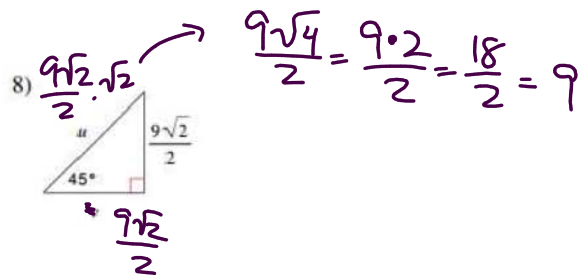 8) 9√2/2 · √2 → 9√4/2 = 9·2/2 = 18/2 = 9
u
9√2/2
45°
x
9√2/2